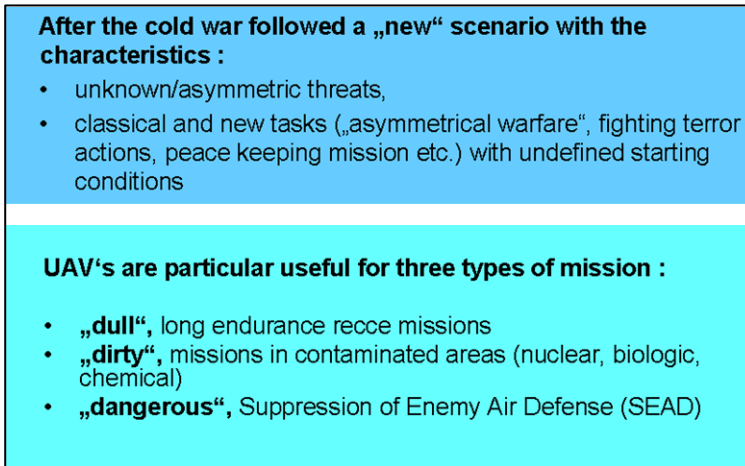 After the cold war followed a „new“ scenario with the
characteristics :
• unknown/asymmetric threats,
• classical and new tasks („asymmetrical warfare“, fighting terror
actions, peace keeping mission etc.) with undefined starting
conditions
UAV‘s are particular useful for three types of mission :
• „dull“, long endurance recce missions
• „dirty“, missions in contaminated areas (nuclear, biologic,
chemical)
• „dangerous“, Suppression of Enemy Air Defense (SEAD)